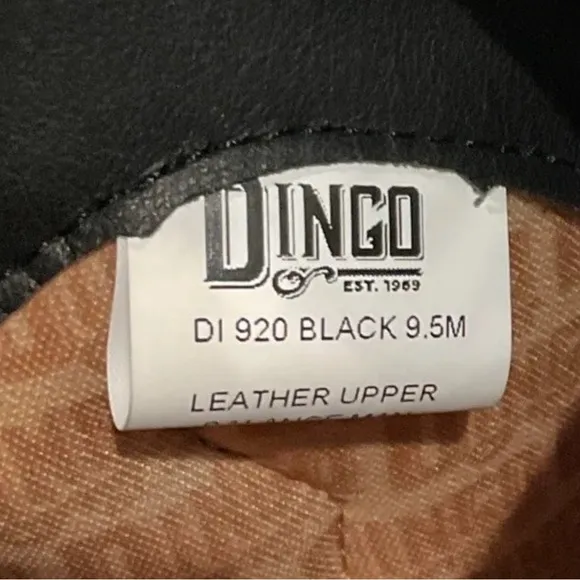 DINGO
EST. 1969
DI 920 BLACK 9.5M
LEATHER UPPER